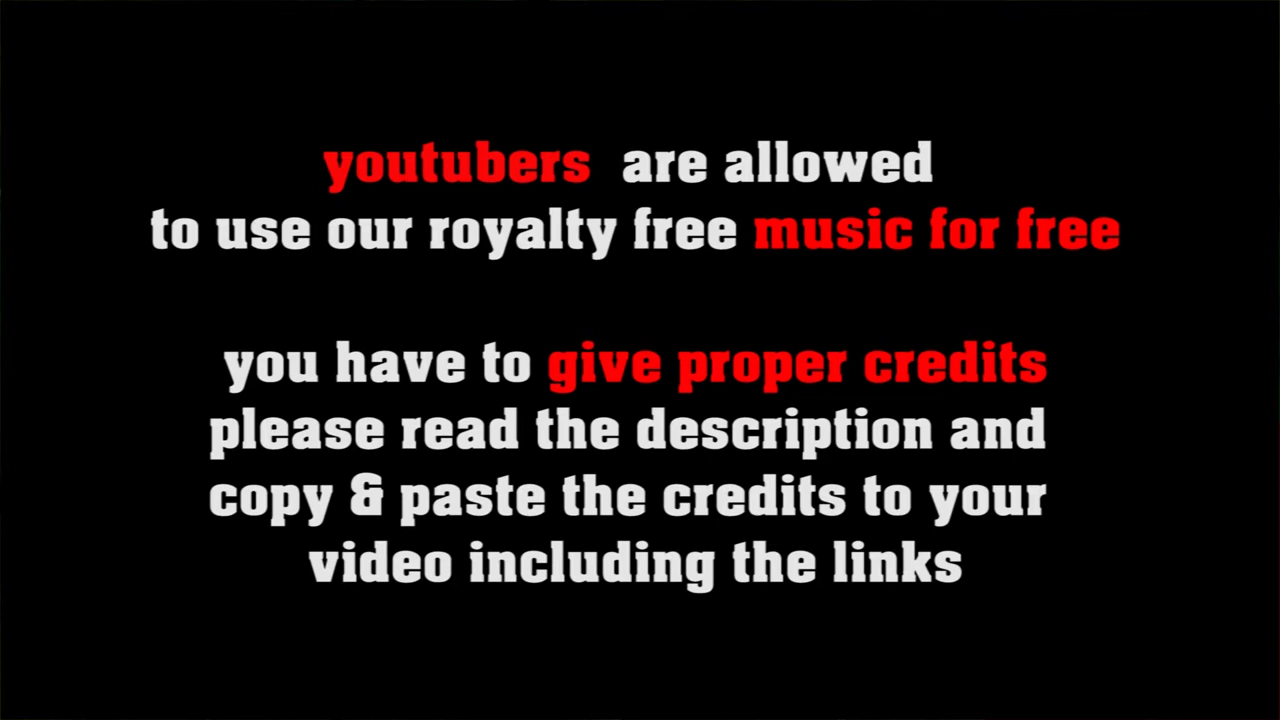 youtubers are allowed
to use our royalty free music for free
you have to give proper credits
please read the description and
copy & paste the credits to your
video including the links